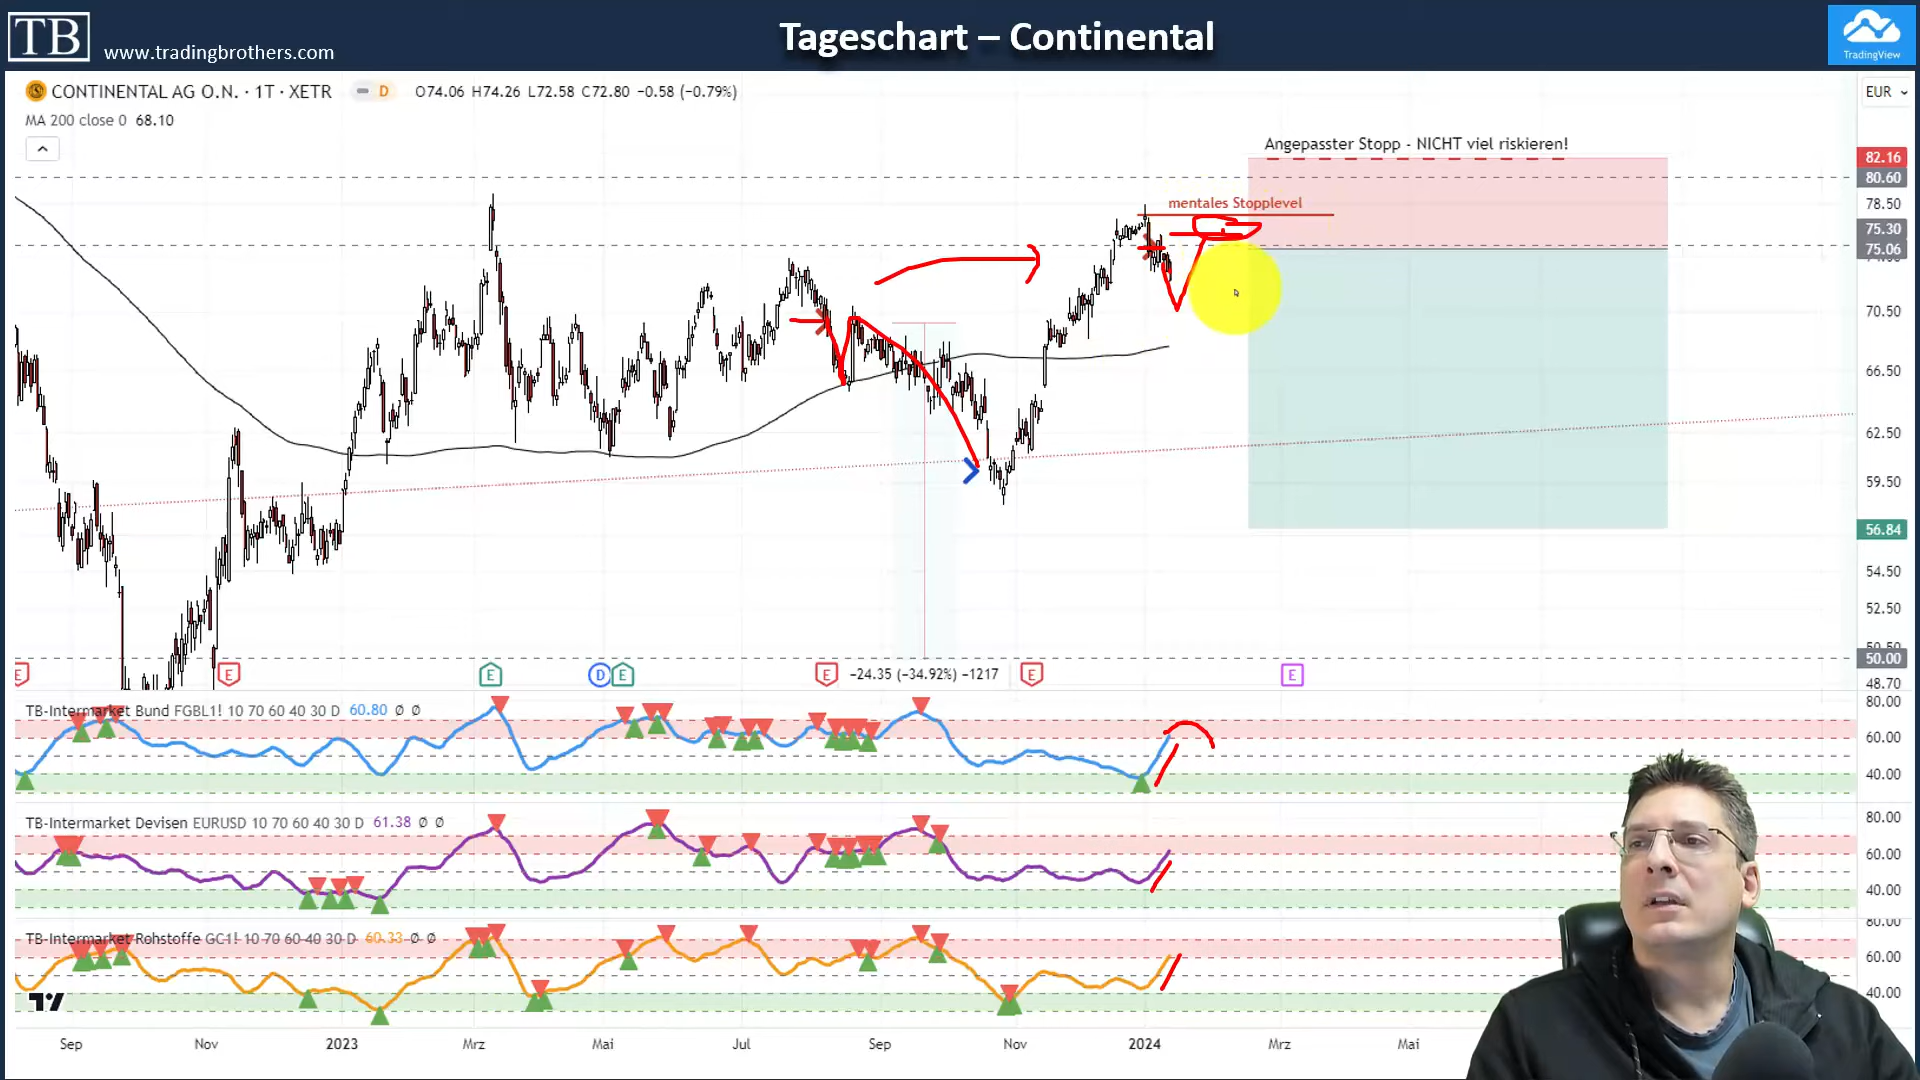 TB
www.tradingbrothers.com
Tageschart – Continental
TradingView
CONTINENTAL AG O.N. · 1T · XETR
D
O74.06 H74.26 L72.58 C72.80 −0.58 (−0.79%)
EUR
MA 200 close 0 68.10
Angepasster Stopp - NICHT viel riskieren!
mentales Stopplevel
82.16
80.60
78.50
75.30
75.06
70.50
66.50
62.50
59.50
56.84
54.50
52.50
50.00
48.70
E
E
E
D
E
E
−24.35 (−34.92%) −1217
E
E
TB-Intermarket Bund FGBL1! 10 70 60 40 30 D 60.80 Ø Ø
80.00
60.00
40.00
TB-Intermarket Devisen EURUSD 10 70 60 40 30 D 61.38 Ø Ø
80.00
60.00
40.00
TB-Intermarket Rohstoffe GC1! 10 70 60 40 30 D 60.33 Ø Ø
80.00
60.00
40.00
Sep
Nov
2023
Mrz
Mai
Jul
Sep
Nov
2024
Mrz
Mai